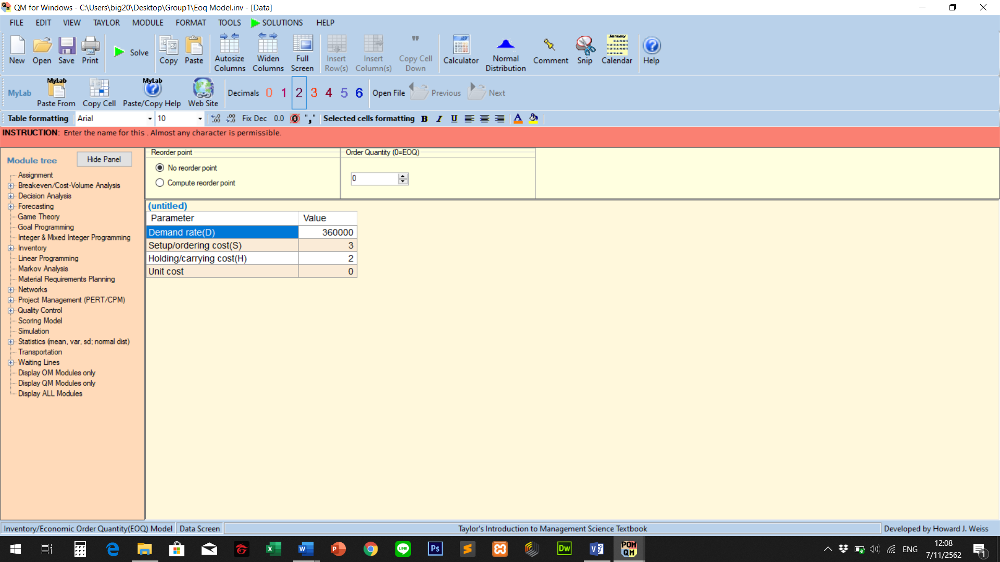 QM for Windows - C:\Users\big20\Desktop\Group1\Eoq Model.inv - [Data]
FILE EDIT VIEW TAYLOR MODULE FORMAT TOOLS SOLUTIONS HELP
New Open Save Print Solve Copy Paste Autosize Columns Widen Columns Full Screen Insert Row(s) Insert Column(s) Copy Cell Down Calculator Normal Distribution Comment Snip January Calendar Help
MyLab MyLab Paste From Copy Cell MyLab Paste/Copy Help Web Site Decimals 0 1 2 3 4 5 6 Open File Previous Next
Table formatting Arial 10 Fix Dec 0.0 "," Selected cells formatting B I U A
INSTRUCTION: Enter the name for this . Almost any character is permissible.
Module tree Hide Panel
Assignment
Breakeven/Cost-Volume Analysis
Decision Analysis
Forecasting
Game Theory
Goal Programming
Integer & Mixed Integer Programming
Inventory
Linear Programming
Markov Analysis
Material Requirements Planning
Networks
Project Management (PERT/CPM)
Quality Control
Scoring Model
Simulation
Statistics (mean, var, sd; normal dist)
Transportation
Waiting Lines
Display OM Modules only
Display QM Modules only
Display ALL Modules
Reorder point
No reorder point
Compute reorder point
Order Quantity (0=EOQ)
0
(untitled)
Parameter Value
Demand rate(D) 360000
Setup/ordering cost(S) 3
Holding/carrying cost(H) 2
Unit cost 0
Inventory/Economic Order Quantity(EOQ) Model Data Screen Taylor's Introduction to Management Science Textbook Developed by Howard J. Weiss
LINE Ps Dw POM QM ENG 12:08
7/11/2562 1